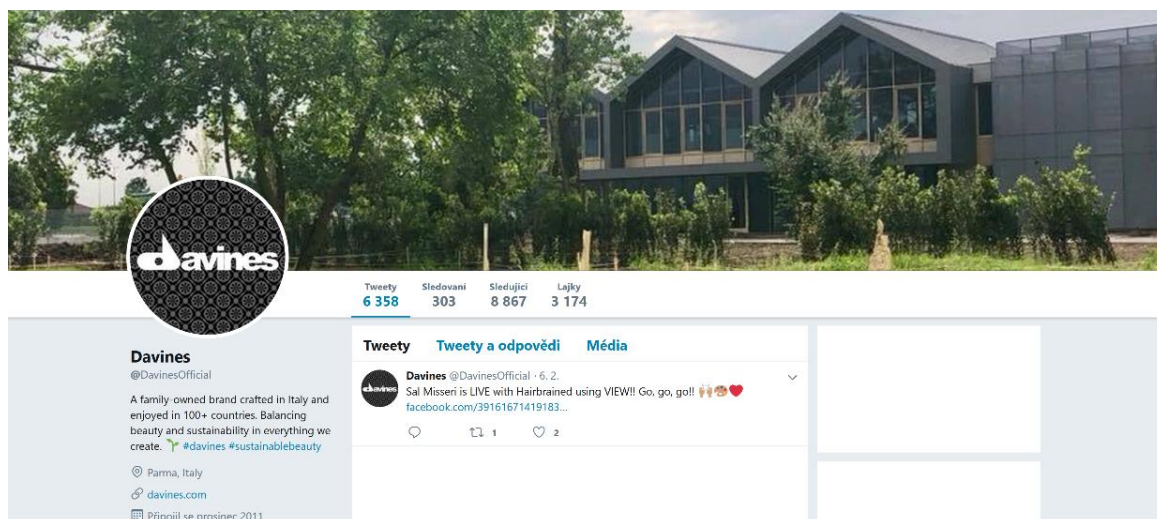 davines
Tweety Sledovaní Sledující Lajky
6 358 303 8 867 3 174
Davines
@DavinesOfficial
A family-owned brand crafted in Italy and
enjoyed in 100+ countries. Balancing
beauty and sustainability in everything we
create. 🌱 #davines #sustainablebeauty
Parma, Italy
davines.com
Připojil se prosinec 2011
Tweety Tweety a odpovědi Média
davines
Davines @DavinesOfficial · 6. 2.
Sal Misseri is LIVE with Hairbrained using VIEW!! Go, go, go!! 🙌🏼🎨❤️
facebook.com/39161671419183...
1 2